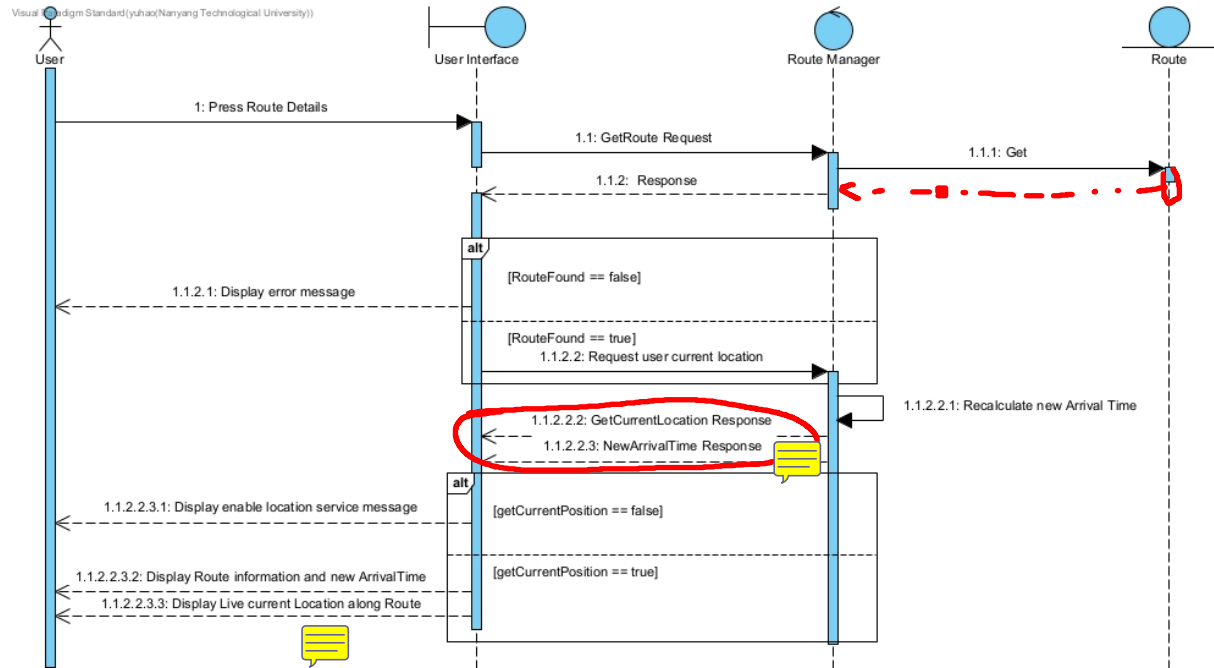 Visual Paradigm Standard(yuhao(Nanyang Technological University))
User
User Interface
Route Manager
Route
1: Press Route Details
1.1: GetRoute Request
1.1.1: Get
1.1.2: Response
alt
[RouteFound == false]
1.1.2.1: Display error message
[RouteFound == true]
1.1.2.2: Request user current location
1.1.2.2.1: Recalculate new Arrival Time
1.1.2.2.2: GetCurrentLocation Response
1.1.2.2.3: NewArrivalTime Response
alt
1.1.2.2.3.1: Display enable location service message
[getCurrentPosition == false]
[getCurrentPosition == true]
1.1.2.2.3.2: Display Route information and new ArrivalTime
1.1.2.2.3.3: Display Live current Location along Route